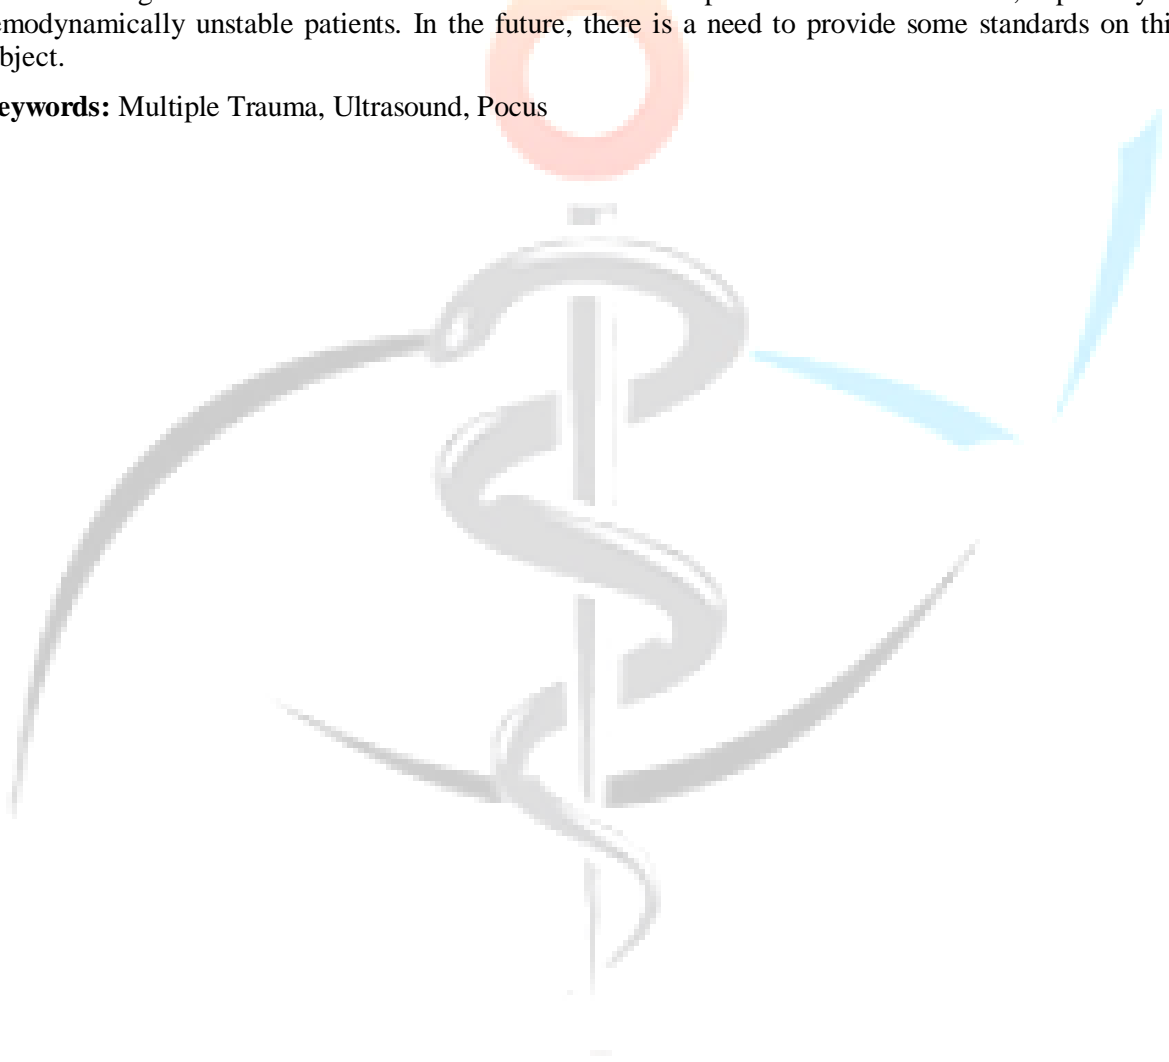 emodynamically unstable patients. In the future, there is a need to provide some standards on thi
bject.
eywords: Multiple Trauma, Ultrasound, Pocus